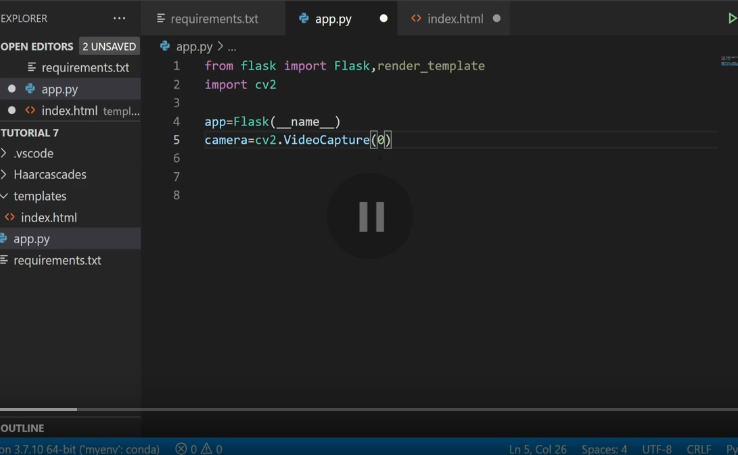 EXPLORER ··· requirements.txt app.py index.html
OPEN EDITORS 2 UNSAVED
requirements.txt
app.py
index.html templ...
TUTORIAL 7
.vscode
Haarcascades
templates
index.html
app.py
requirements.txt
app.py > ...
1 from flask import Flask,render_template
2 import cv2
3
4 app=Flask(__name__)
5 camera=cv2.VideoCapture(0)
6
7
8
OUTLINE
on 3.7.10 64-bit ('myenv': conda) 0 0 Ln 5, Col 26 Spaces: 4 UTF-8 CRLF Py